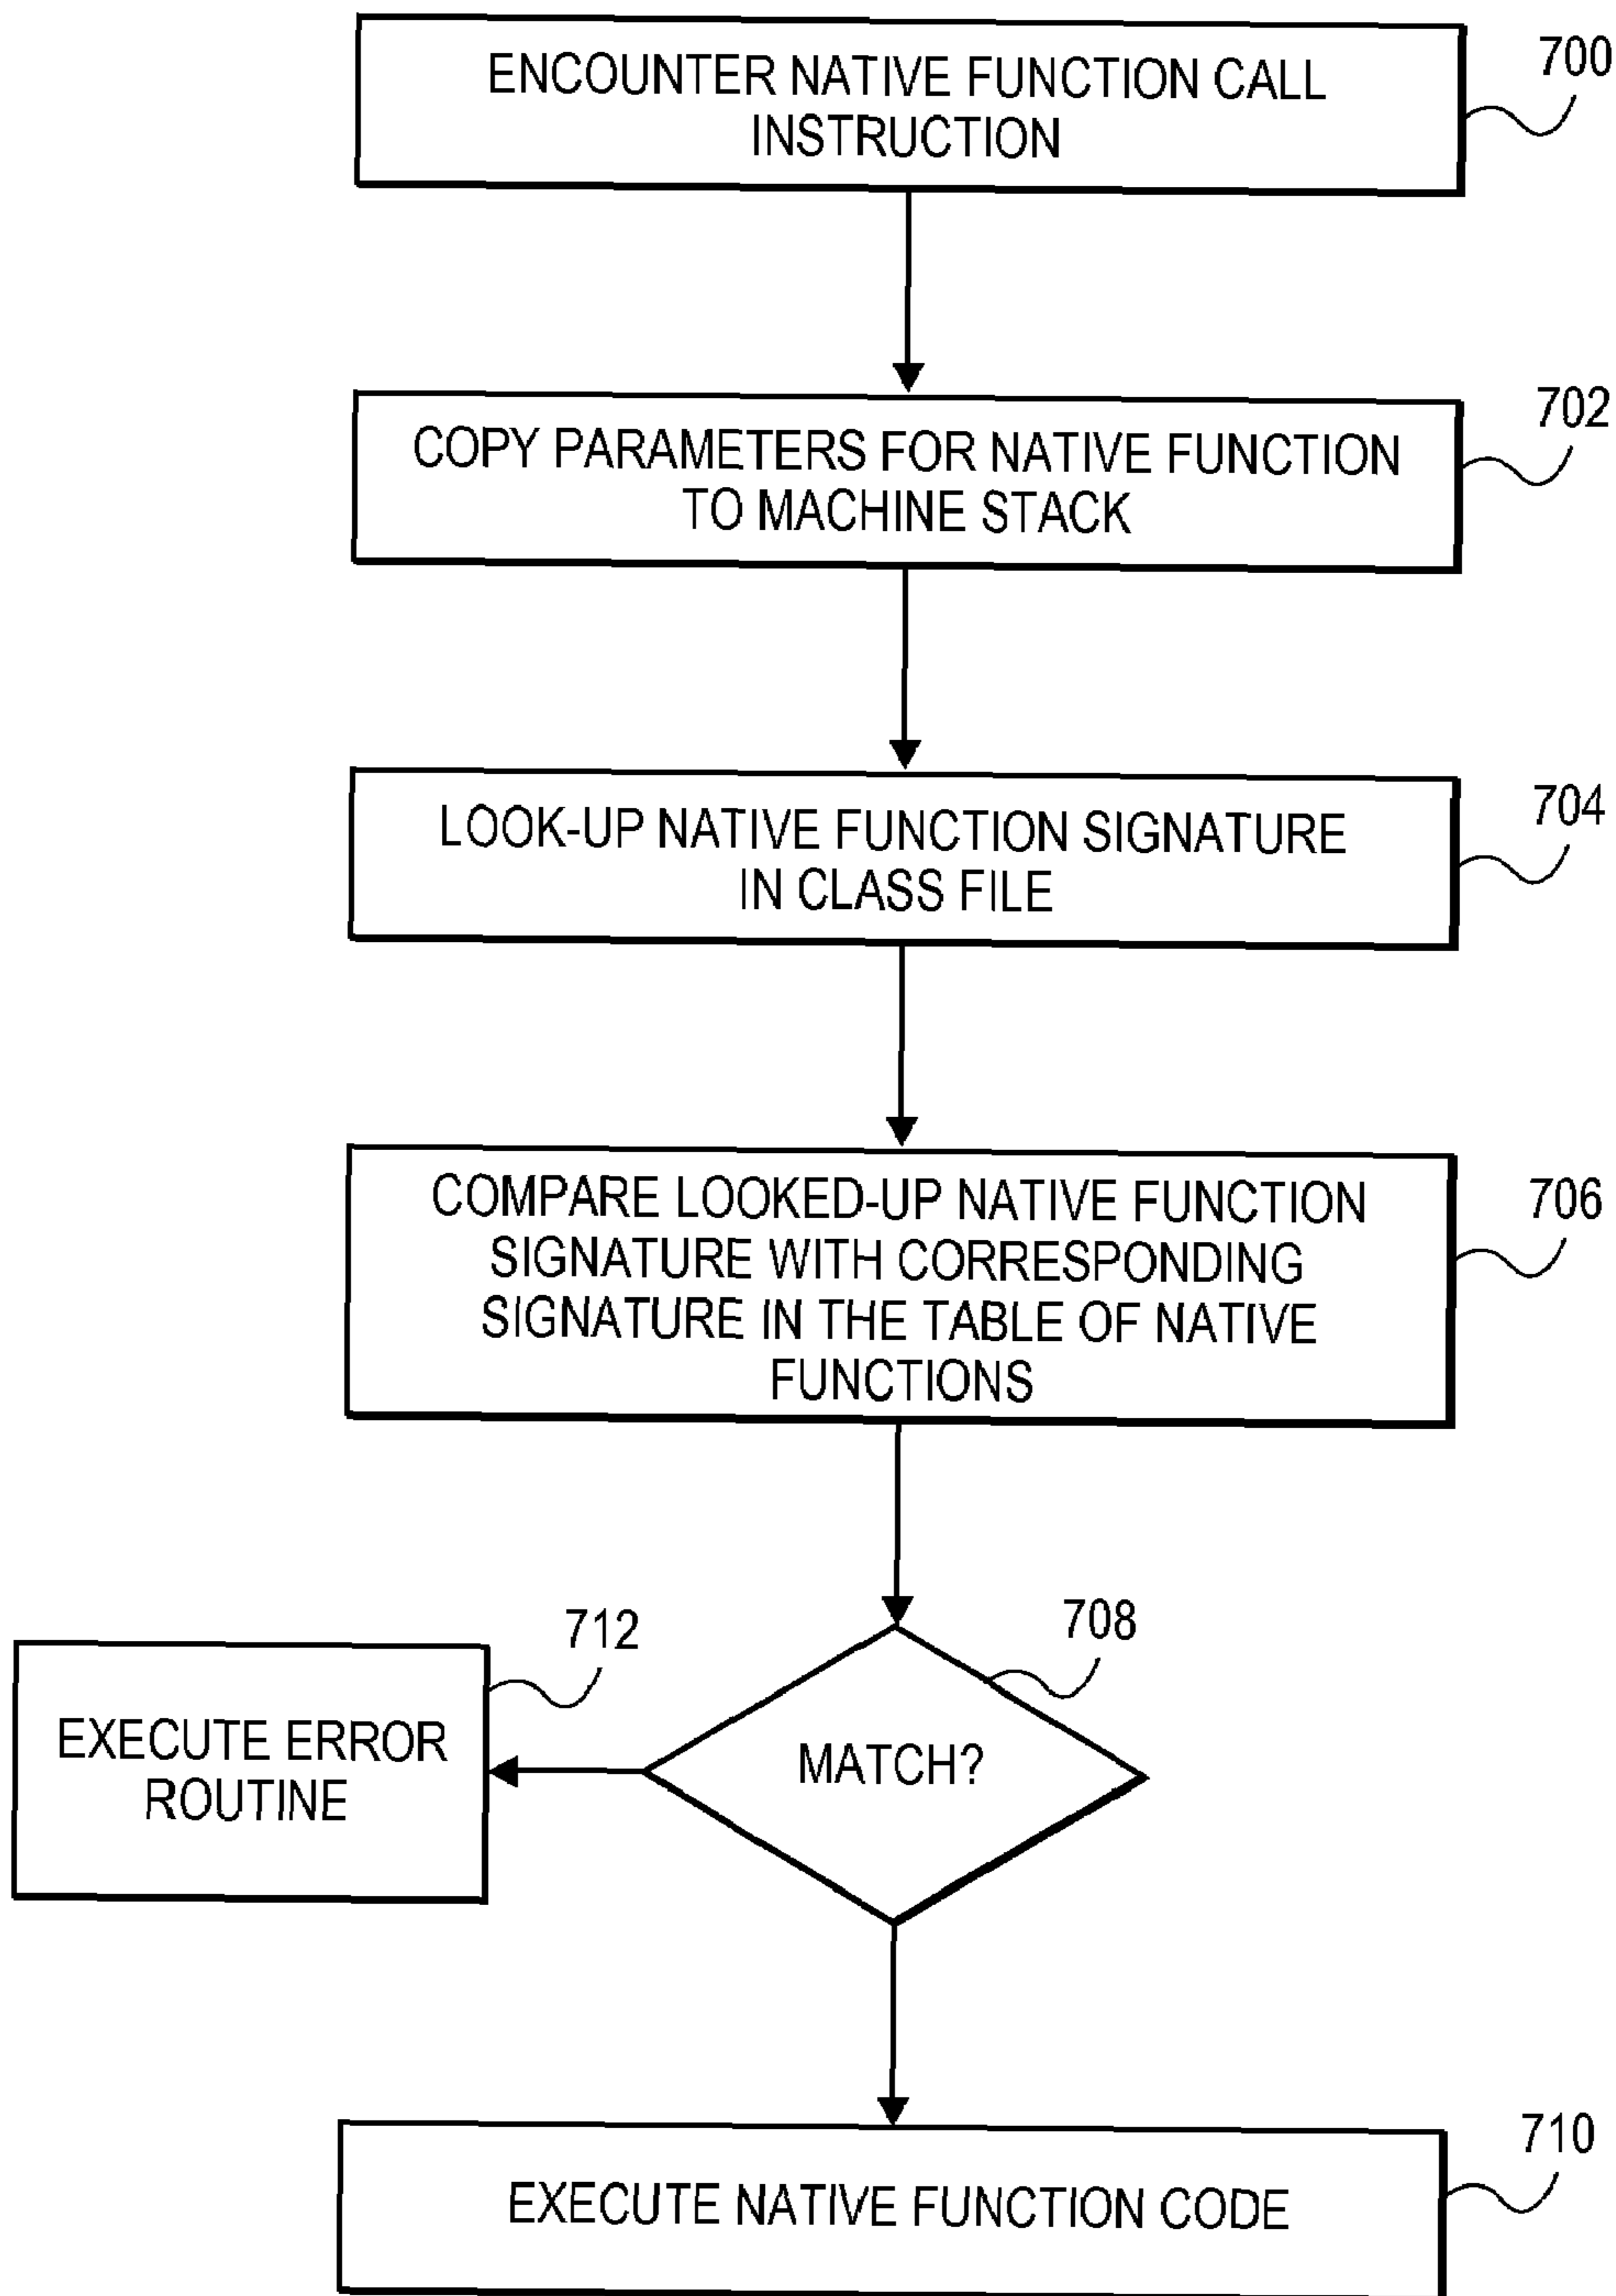 ENCOUNTER NATIVE FUNCTION CALL
INSTRUCTION
700
COPY PARAMETERS FOR NATIVE FUNCTION
TO MACHINE STACK
702
LOOK-UP NATIVE FUNCTION SIGNATURE
IN CLASS FILE
704
COMPARE LOOKED-UP NATIVE FUNCTION
SIGNATURE WITH CORRESPONDING
SIGNATURE IN THE TABLE OF NATIVE
FUNCTIONS
706
712
708
EXECUTE ERROR
ROUTINE
MATCH?
710
EXECUTE NATIVE FUNCTION CODE